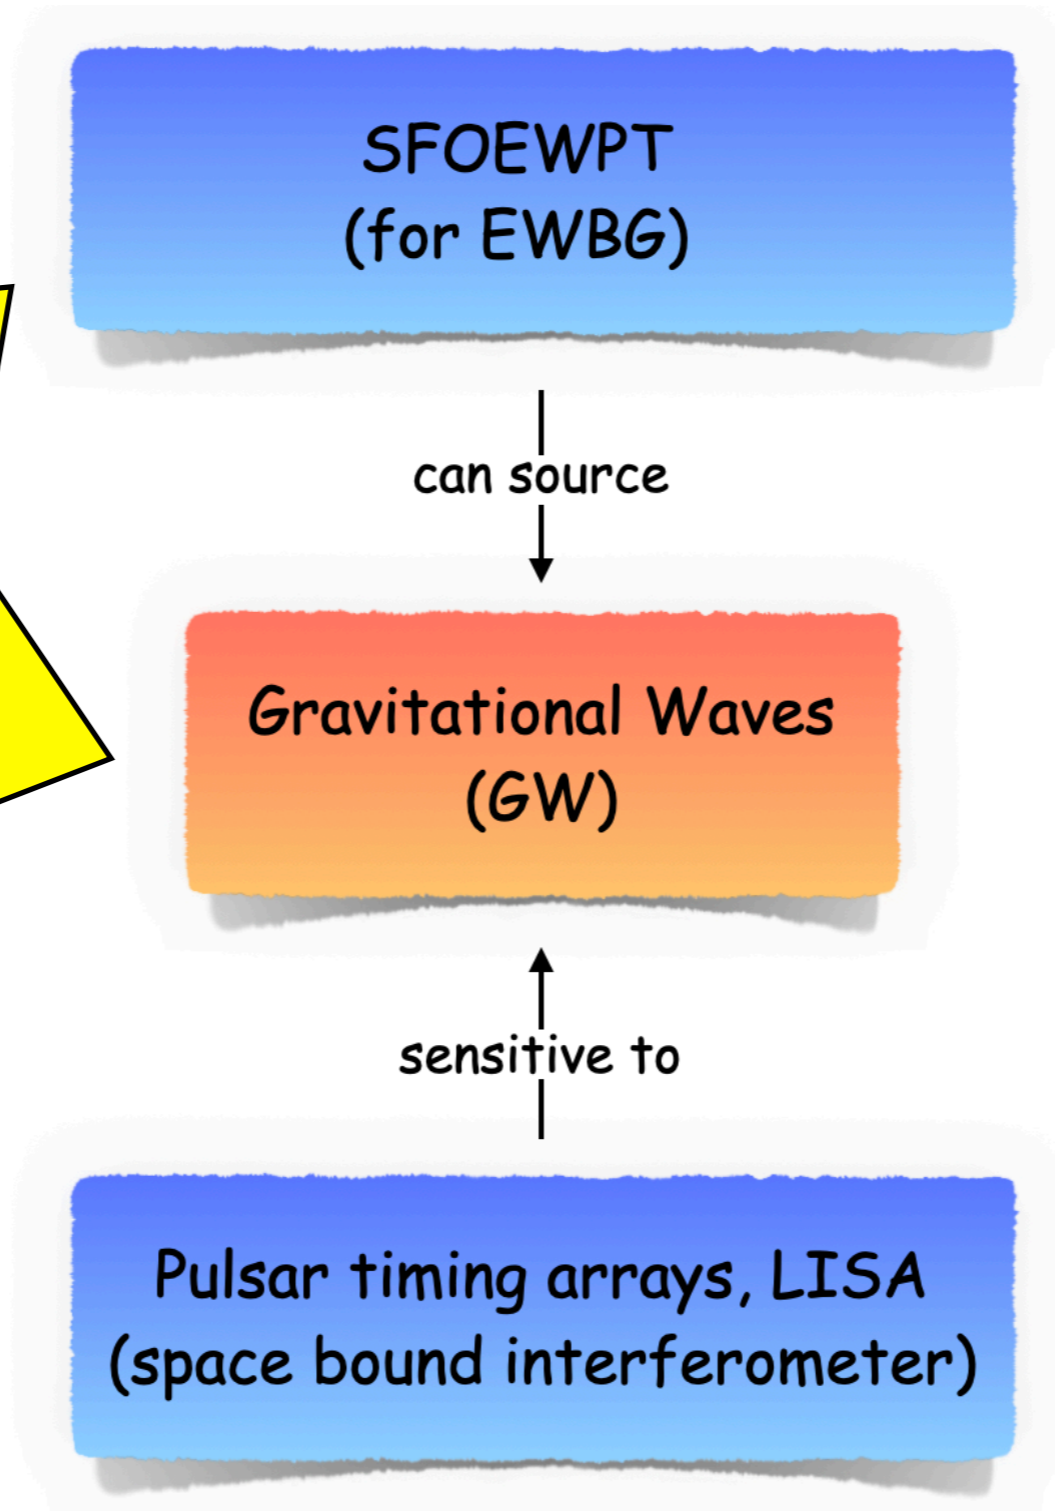 SFOEWPT
(for EWBG)
can source
Gravitational Waves
(GW)
sensitive to
Pulsar timing arrays, LISA
(space bound interferometer)